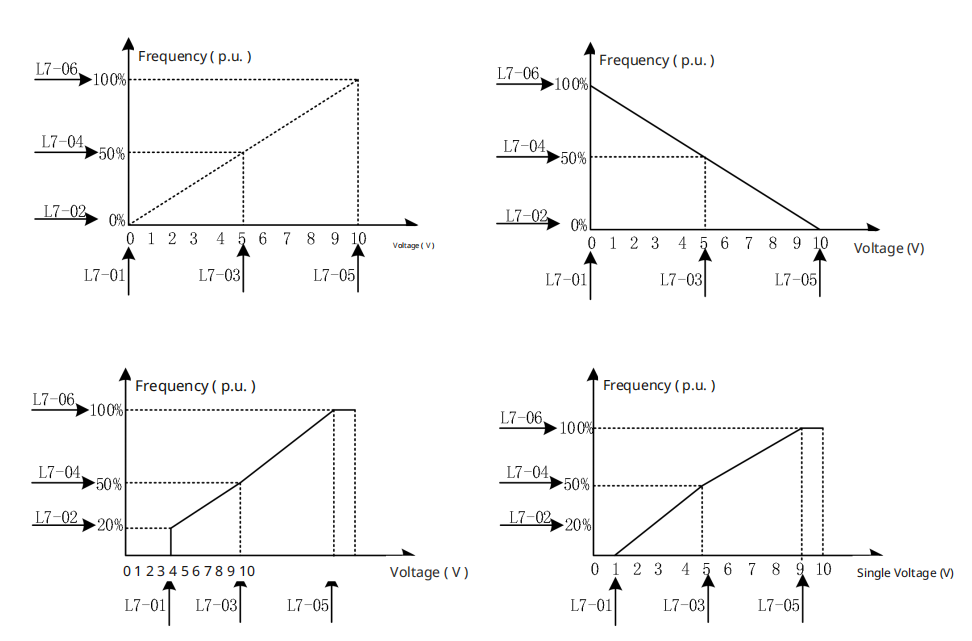 Frequency ( p.u. )
L7-06
100%
L7-04
50%
L7-02
0%
0 1 2 3 4 5 6 7 8 9 10
Voltage ( V )
L7-01
L7-03
L7-05
Frequency ( p.u. )
L7-06
100%
L7-04
50%
L7-02
0%
0 1 2 3 4 5 6 7 8 9 10
Voltage (V)
L7-01
L7-03
L7-05
Frequency ( p.u. )
L7-06
100%
L7-04
50%
L7-02
20%
0 1 2 3 4 5 6 7 8 9 10
Voltage ( V )
L7-01
L7-03
L7-05
Frequency ( p.u. )
L7-06
100%
L7-04
50%
L7-02
20%
0 1 2 3 4 5 6 7 8 9 10
Single Voltage (V)
L7-01
L7-03
L7-05